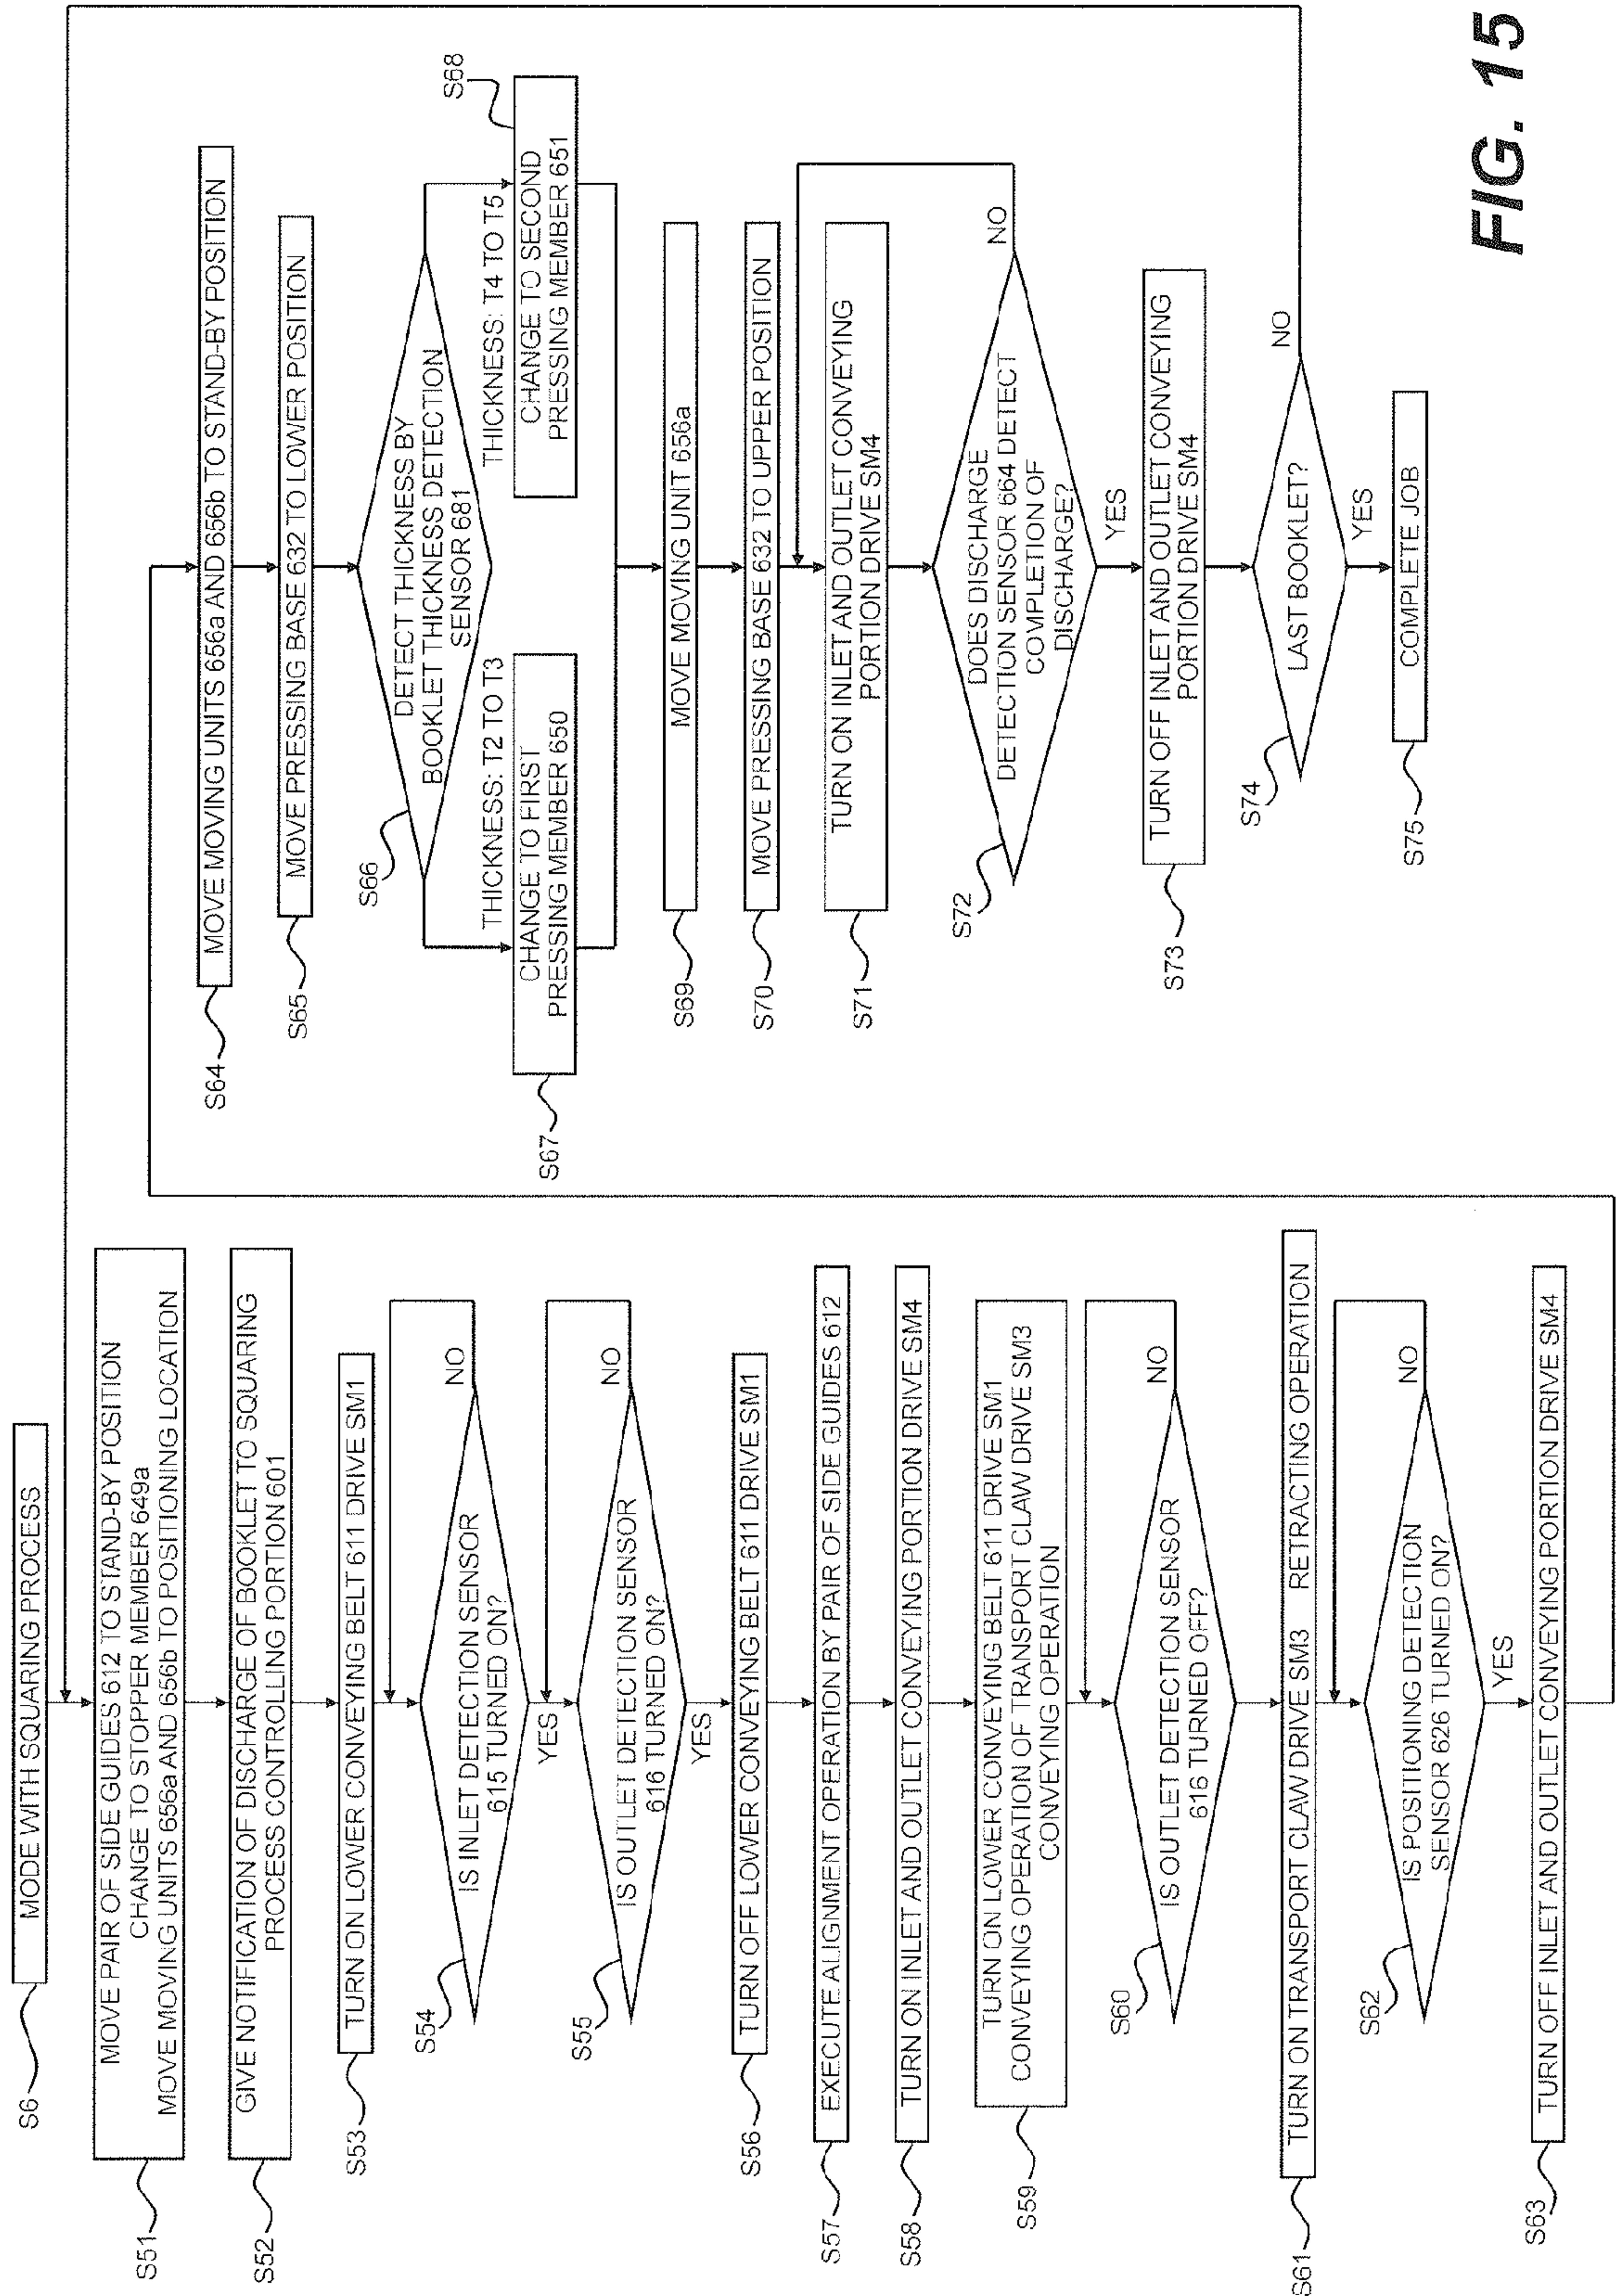 S6
MODE WITH SQUARING PROCESS
S51
MOVE PAIR OF SIDE GUIDES 612 TO STAND-BY POSITION
CHANGE TO STOPPER MEMBER 649a
MOVE MOVING UNITS 656a AND 656b TO POSITIONING LOCATION
S52
GIVE NOTIFICATION OF DISCHARGE OF BOOKLET TO SQUARING
PROCESS CONTROLLING PORTION 601
S53
TURN ON LOWER CONVEYING BELT 611 DRIVE SM1
S54
IS INLET DETECTION SENSOR
615 TURNED ON?
NO
YES
S55
IS OUTLET DETECTION SENSOR
616 TURNED ON?
NO
YES
S56
TURN OFF LOWER CONVEYING BELT 611 DRIVE SM1
S57
EXECUTE ALIGNMENT OPERATION BY PAIR OF SIDE GUIDES 612
S58
TURN ON INLET AND OUTLET CONVEYING PORTION DRIVE SM4
S59
TURN ON LOWER CONVEYING BELT 611 DRIVE SM1
CONVEYING OPERATION OF TRANSPORT CLAW DRIVE SM3
CONVEYING OPERATION
S60
IS OUTLET DETECTION SENSOR
616 TURNED OFF?
NO
S61
TURN ON TRANSPORT CLAW DRIVE SM3 RETRACTING OPERATION
S62
IS POSITIONING DETECTION
SENSOR 626 TURNED ON?
NO
YES
S63
TURN OFF INLET AND OUTLET CONVEYING PORTION DRIVE SM4
S64
MOVE MOVING UNITS 656a AND 656b TO STAND-BY POSITION
S65
MOVE PRESSING BASE 632 TO LOWER POSITION
S66
DETECT THICKNESS BY
BOOKLET THICKNESS DETECTION
SENSOR 681
THICKNESS: T2 TO T3
THICKNESS: T4 TO T5
S67
CHANGE TO FIRST
PRESSING MEMBER 650
S68
CHANGE TO SECOND
PRESSING MEMBER 651
S69
MOVE MOVING UNIT 656a
S70
MOVE PRESSING BASE 632 TO UPPER POSITION
S71
TURN ON INLET AND OUTLET CONVEYING
PORTION DRIVE SM4
S72
DOES DISCHARGE
DETECTION SENSOR 664 DETECT
COMPLETION OF
DISCHARGE?
NO
YES
S73
TURN OFF INLET AND OUTLET CONVEYING
PORTION DRIVE SM4
S74
LAST BOOKLET?
NO
YES
S75
COMPLETE JOB
FIG. 15